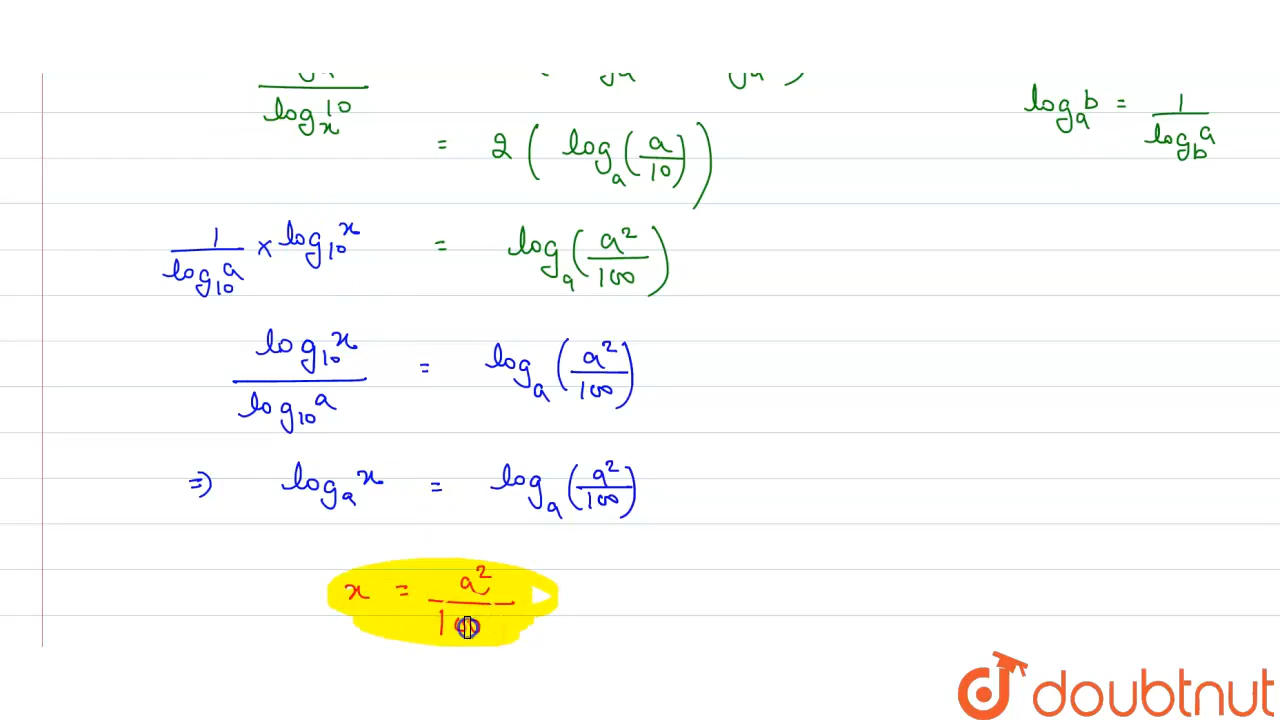 log_x 10
log_a b = 1 / log_b a
= 2 ( log_a (a/10) )
1 / log_10 a × log_10 x = log_a (a² / 100)
log_10 x / log_10 a = log_a (a² / 100)
⇒ log_a x = log_a (a² / 100)
x = a² / 100
doubtnut